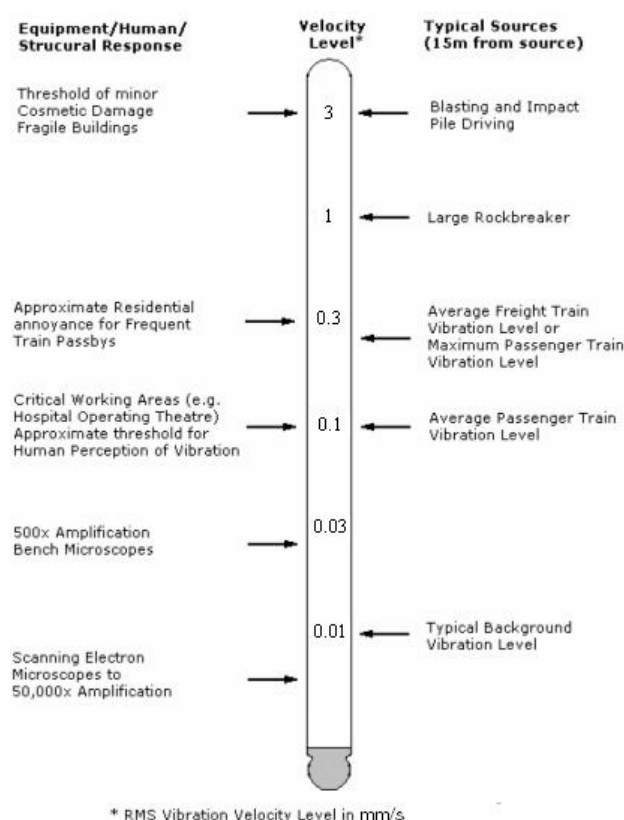 Equipment/Human/
Strucural Response
Velocity
Level*
Typical Sources
(15m from source)
Threshold of minor
Cosmetic Damage
Fragile Buildings
3
Blasting and Impact
Pile Driving
1
Large Rockbreaker
Approximate Residential
annoyance for Frequent
Train Passbys
0.3
Average Freight Train
Vibration Level or
Maximum Passenger Train
Vibration Level
Critical Working Areas (e.g.
Hospital Operating Theatre)
Approximate threshold for
Human Perception of Vibration
0.1
Average Passenger Train
Vibration Level
500x Amplification
Bench Microscopes
0.03
0.01
Typical Background
Vibration Level
Scanning Electron
Microscopes to
50,000x Amplification
* RMS Vibration Velocity Level in mm/s